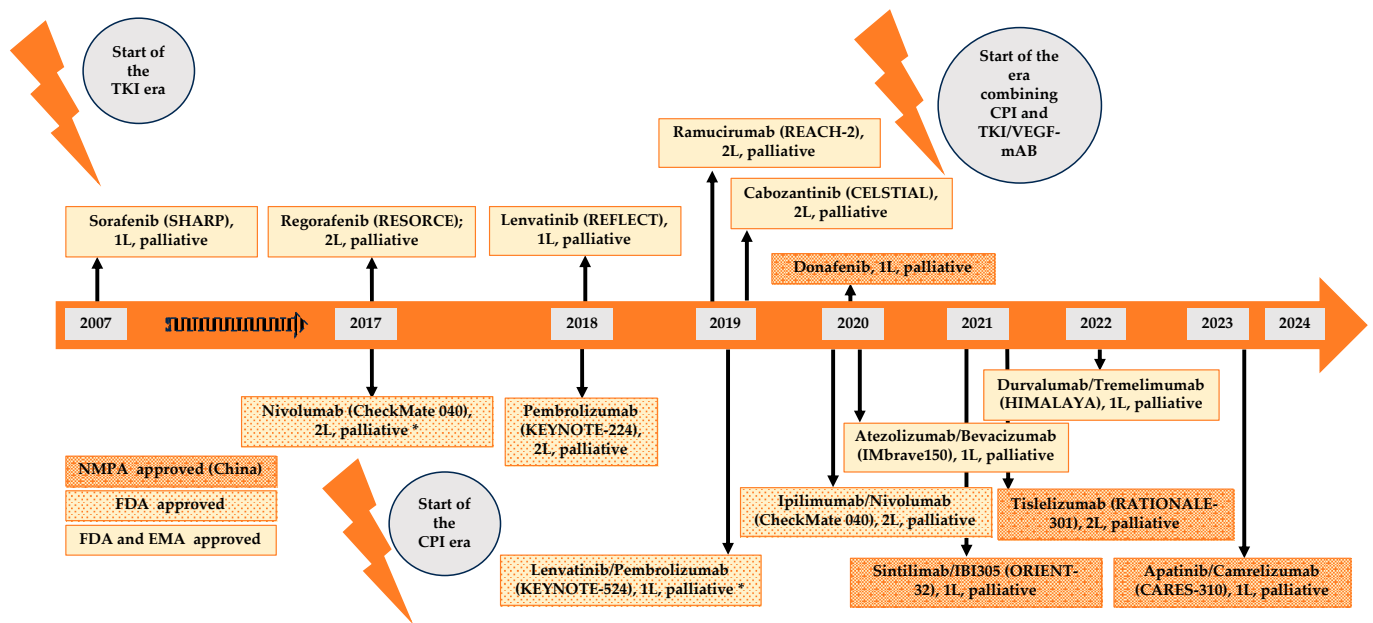 Start of
the
TKI era
Start of the
era
combining
CPI and
TKI/VEGF-
mAB
Ramucirumab (REACH-2),
2L, palliative
Cabozantinib (CELSTIAL),
2L, palliative
Sorafenib (SHARP),
1L, palliative
Regorafenib (RESORCE);
2L, palliative
Lenvatinib (REFLECT),
1L, palliative
Donafenib, 1L, palliative
2007
2017
2018
2019
2020
2021
2022
2023
2024
Nivolumab (CheckMate 040),
2L, palliative *
Pembrolizumab
(KEYNOTE-224),
2L, palliative
Durvalumab/Tremelimumab
(HIMALAYA), 1L, palliative
Atezolizumab/Bevacizumab
(IMbrave150), 1L, palliative
NMPA approved (China)
FDA approved
FDA and EMA approved
Start of
the
CPI era
Ipilimumab/Nivolumab
(CheckMate 040), 2L, palliative
Tislelizumab (RATIONALE-
301), 2L, palliative
Lenvatinib/Pembrolizumab
(KEYNOTE-524), 1L, palliative *
Sintilimab/IBI305 (ORIENT-
32), 1L, palliative
Apatinib/Camrelizumab
(CARES-310), 1L, palliative